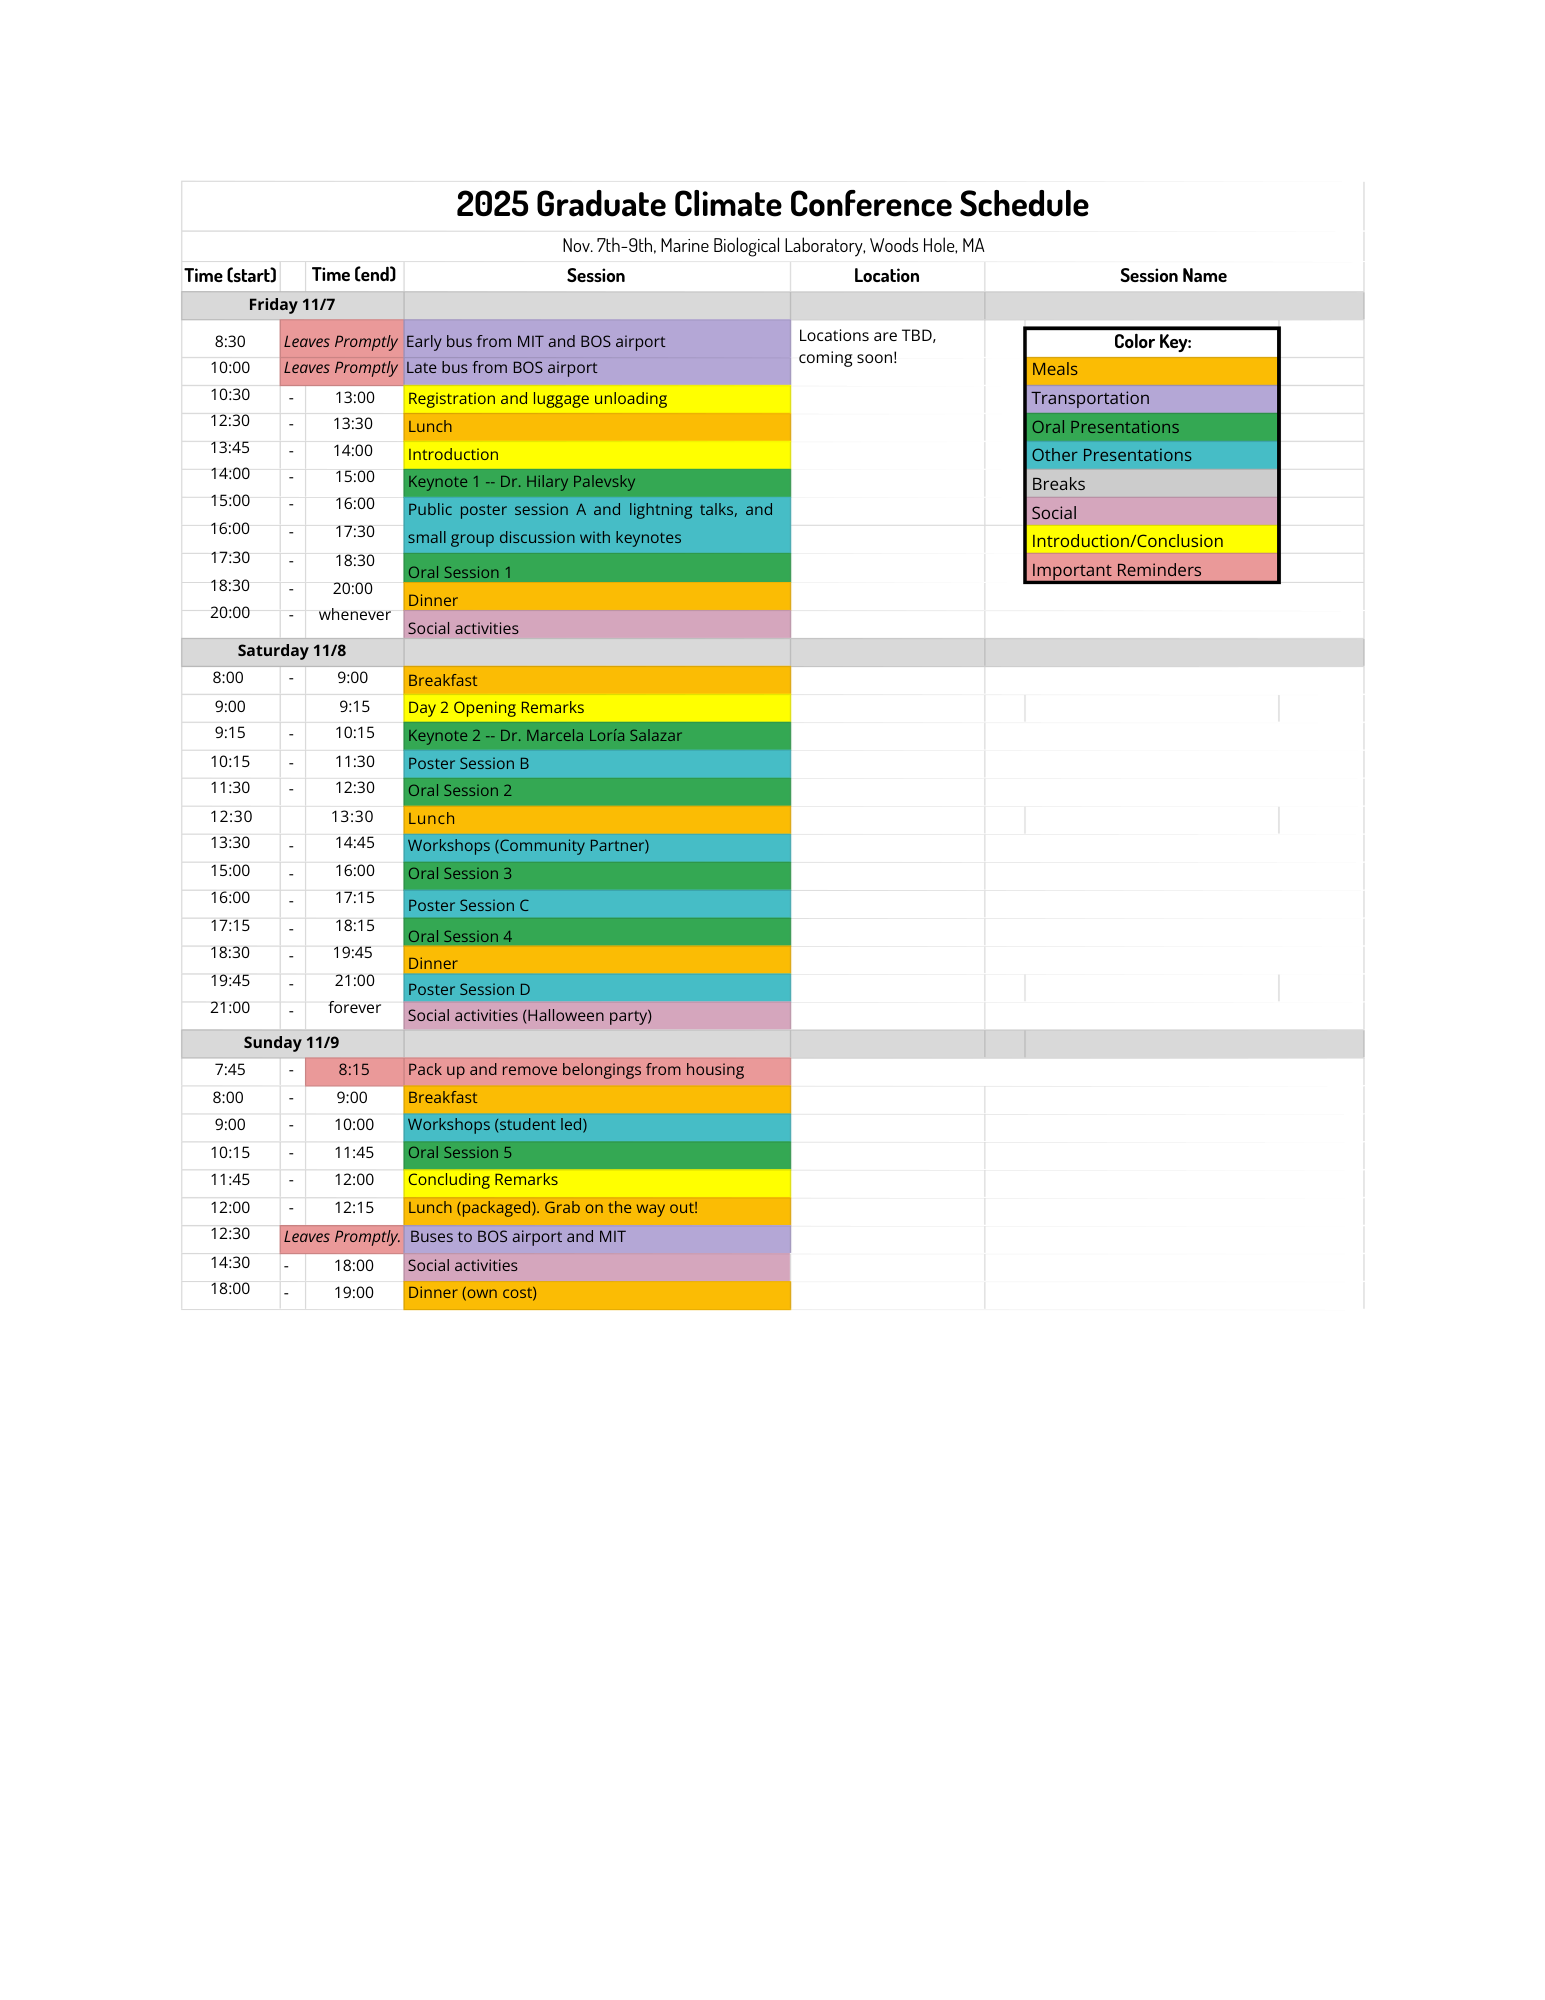 2025 Graduate Climate Conference Schedule
Nov. 7th-9th, Marine Biological Laboratory, Woods Hole, MA
Time (start) Time (end) Session Location Session Name
Friday 11/7
8:30 Leaves Promptly Early bus from MIT and BOS airport
10:00 Leaves Promptly Late bus from BOS airport
Locations are TBD,
coming soon!
10:30 - 13:00 Registration and luggage unloading
12:30 - 13:30 Lunch
13:45 - 14:00 Introduction
14:00 - 15:00 Keynote 1 -- Dr. Hilary Palevsky
15:00 - 16:00 Public poster session A and lightning talks, and
16:00 - 17:30 small group discussion with keynotes
17:30 - 18:30 Oral Session 1
18:30 - 20:00 Dinner
20:00 - whenever Social activities
Color Key:
Meals
Transportation
Oral Presentations
Other Presentations
Breaks
Social
Introduction/Conclusion
Important Reminders
Saturday 11/8
8:00 - 9:00 Breakfast
9:00 9:15 Day 2 Opening Remarks
9:15 - 10:15 Keynote 2 -- Dr. Marcela Loría Salazar
10:15 - 11:30 Poster Session B
11:30 - 12:30 Oral Session 2
12:30 13:30 Lunch
13:30 - 14:45 Workshops (Community Partner)
15:00 - 16:00 Oral Session 3
16:00 - 17:15 Poster Session C
17:15 - 18:15 Oral Session 4
18:30 - 19:45 Dinner
19:45 - 21:00 Poster Session D
21:00 - forever Social activities (Halloween party)
Sunday 11/9
7:45 - 8:15 Pack up and remove belongings from housing
8:00 - 9:00 Breakfast
9:00 - 10:00 Workshops (student led)
10:15 - 11:45 Oral Session 5
11:45 - 12:00 Concluding Remarks
12:00 - 12:15 Lunch (packaged). Grab on the way out!
12:30 Leaves Promptly. Buses to BOS airport and MIT
14:30 - 18:00 Social activities
18:00 - 19:00 Dinner (own cost)